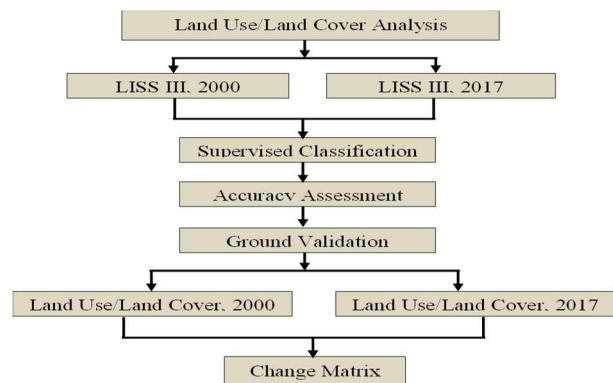 Land Use/Land Cover Analysis
LISS III, 2000
LISS III, 2017
Supervised Classification
Accuracy Assessment
Ground Validation
Land Use/Land Cover, 2000
Land Use/Land Cover, 2017
Change Matrix